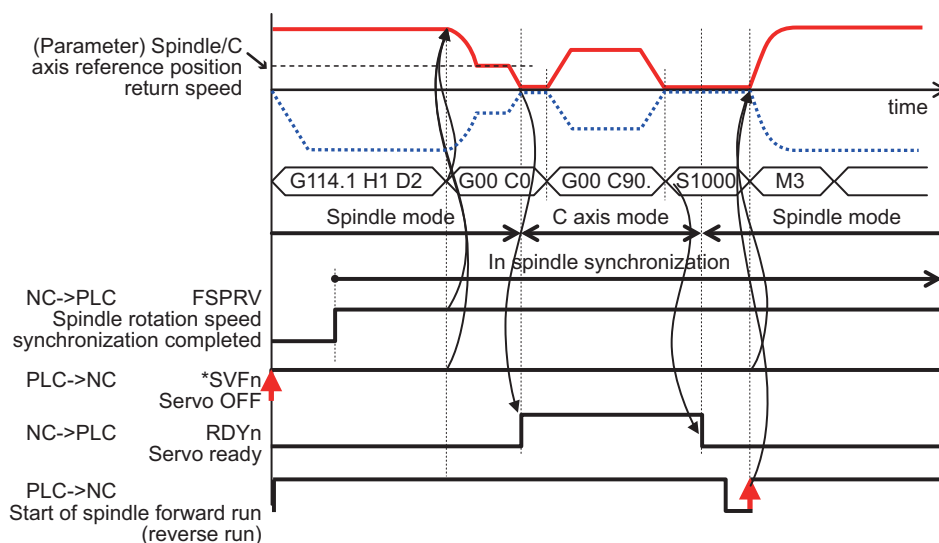 (Parameter) Spindle/C
axis reference position
return speed
time
G114.1 H1 D2
G00 C0
G00 C90.
S1000
M3
Spindle mode
C axis mode
Spindle mode
In spindle synchronization
NC->PLC FSPRV
Spindle rotation speed
synchronization completed
PLC->NC *SVFn
Servo OFF
NC->PLC RDYn
Servo ready
PLC->NC
Start of spindle forward run
(reverse run)